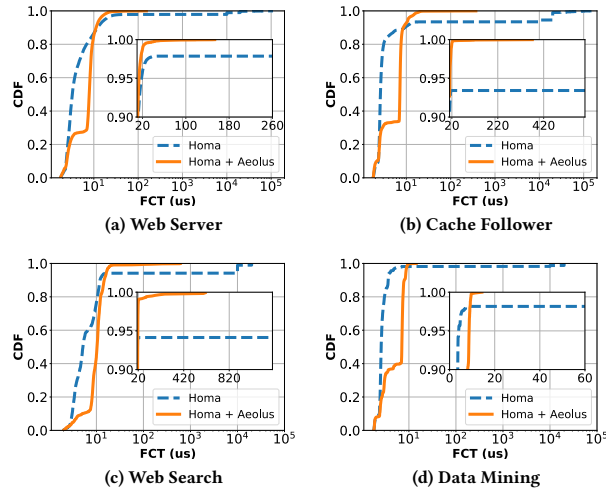 1.0
0.8
0.6
0.4
0.2
0.0
CDF
1.00
0.95
0.90
20 100 180 260
Homa
Homa + Aeolus
10¹ 10² 10³ 10⁴ 10⁵
FCT (us)
(a) Web Server
1.0
0.8
0.6
0.4
0.2
0.0
CDF
1.00
0.95
0.90
20 220 420
Homa
Homa + Aeolus
10¹ 10² 10³ 10⁴ 10⁵
FCT (us)
(b) Cache Follower
1.0
0.8
0.6
0.4
0.2
0.0
CDF
1.00
0.95
0.90
20 420 820
Homa
Homa + Aeolus
10¹ 10² 10³ 10⁴ 10⁵
FCT (us)
(c) Web Search
1.0
0.8
0.6
0.4
0.2
0.0
CDF
1.00
0.95
0.90
0 20 40 60
Homa
Homa + Aeolus
10¹ 10² 10³ 10⁴ 10⁵
FCT (us)
(d) Data Mining